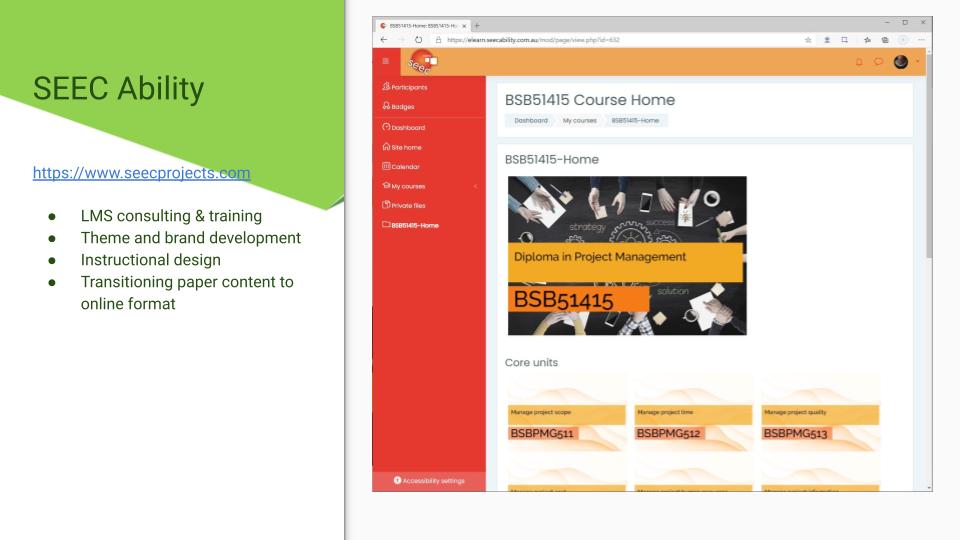 SEEC Ability
https://www.seecprojects.com
● LMS consulting & training
● Theme and brand development
● Instructional design
● Transitioning paper content to
online format
BSB51415-Home: BSB51415-Ho
https://elearn.seecability.com.au/mod/page/view.php?id=632
seec
Participants
Badges
Dashboard
Site home
Calendar
My courses
Private files
BSB51415-Home
Accessibility settings
BSB51415 Course Home
Dashboard My courses BSB51415-Home
BSB51415-Home
strategy
success
Diploma in Project Management
solution
BSB51415
Core units
Manage project scope
BSBPMG511
Manage project time
BSBPMG512
Manage project quality
BSBPMG513